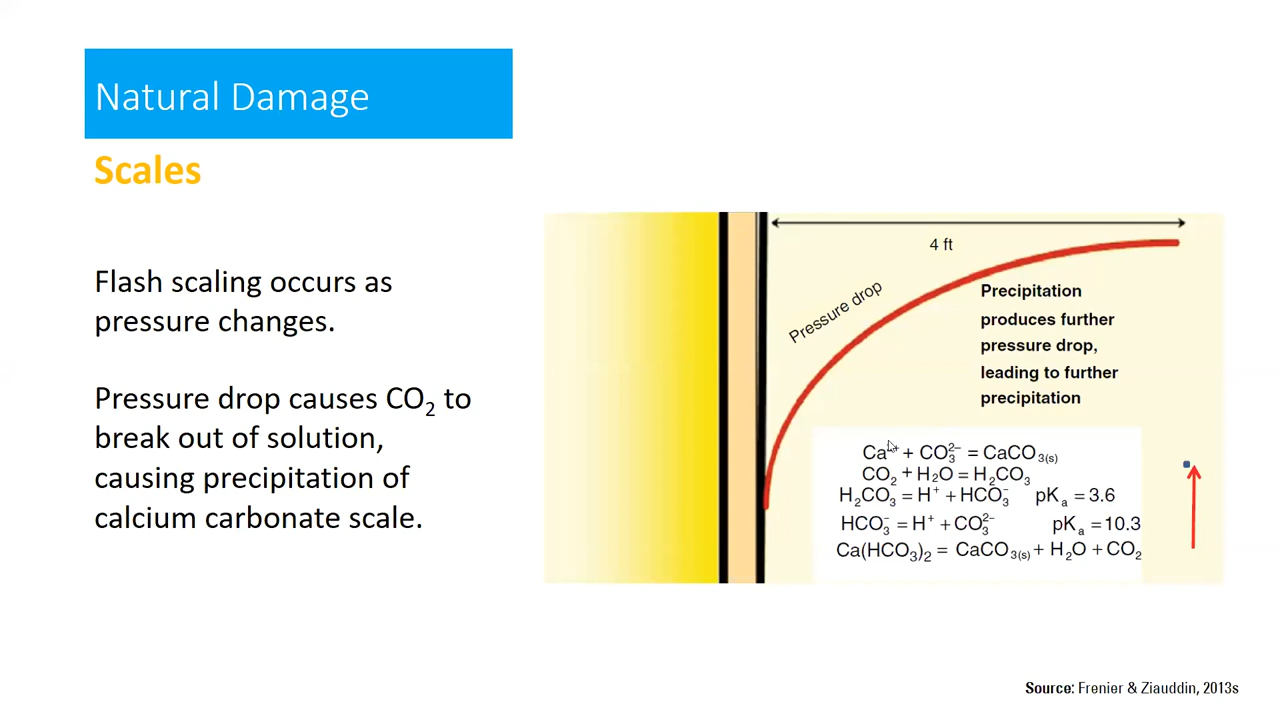 Natural Damage
Scales
Flash scaling occurs as
pressure changes.
Pressure drop causes CO₂ to
break out of solution,
causing precipitation of
calcium carbonate scale.
4 ft
Pressure drop
Precipitation
produces further
pressure drop,
leading to further
precipitation
Ca²⁺ + CO₃²⁻ = CaCO₃(s)
CO₂ + H₂O = H₂CO₃
H₂CO₃ = H⁺ + HCO₃⁻ pKₐ = 3.6
HCO₃⁻ = H⁺ + CO₃²⁻ pKₐ = 10.3
Ca(HCO₃)₂ = CaCO₃(s) + H₂O + CO₂
Source: Frenier & Ziauddin, 2013s